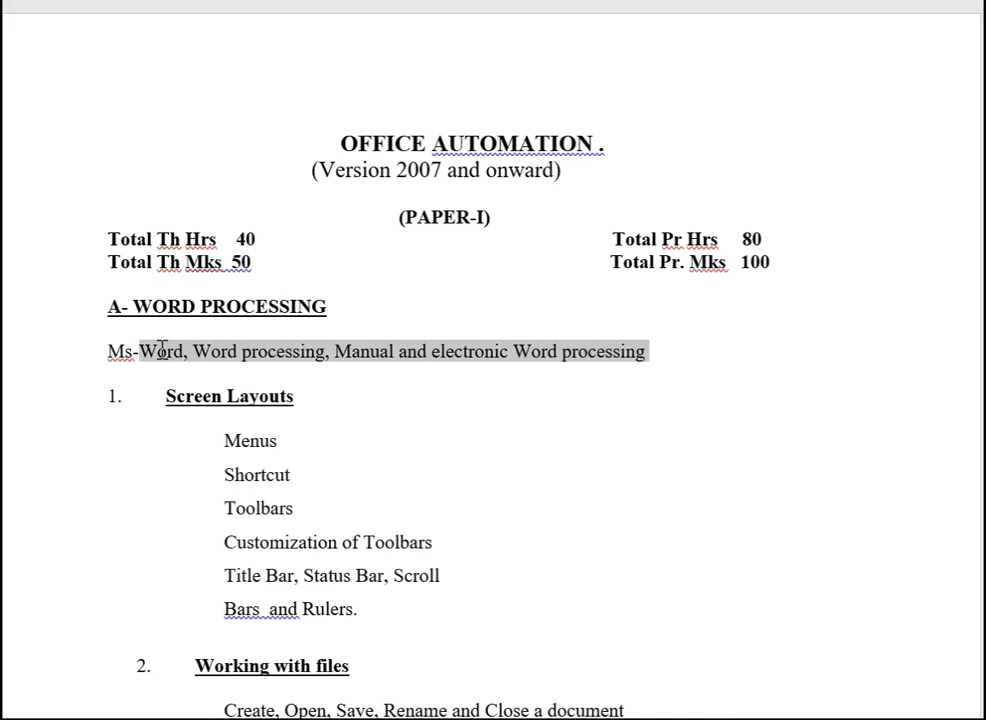 OFFICE AUTOMATION .
(Version 2007 and onward)
(PAPER-I)
Total Th Hrs 40 Total Pr Hrs 80
Total Th Mks 50 Total Pr. Mks 100
A- WORD PROCESSING
Ms-Word, Word processing, Manual and electronic Word processing
1. Screen Layouts
Menus
Shortcut
Toolbars
Customization of Toolbars
Title Bar, Status Bar, Scroll
Bars and Rulers.
2. Working with files
Create, Open, Save, Rename and Close a document